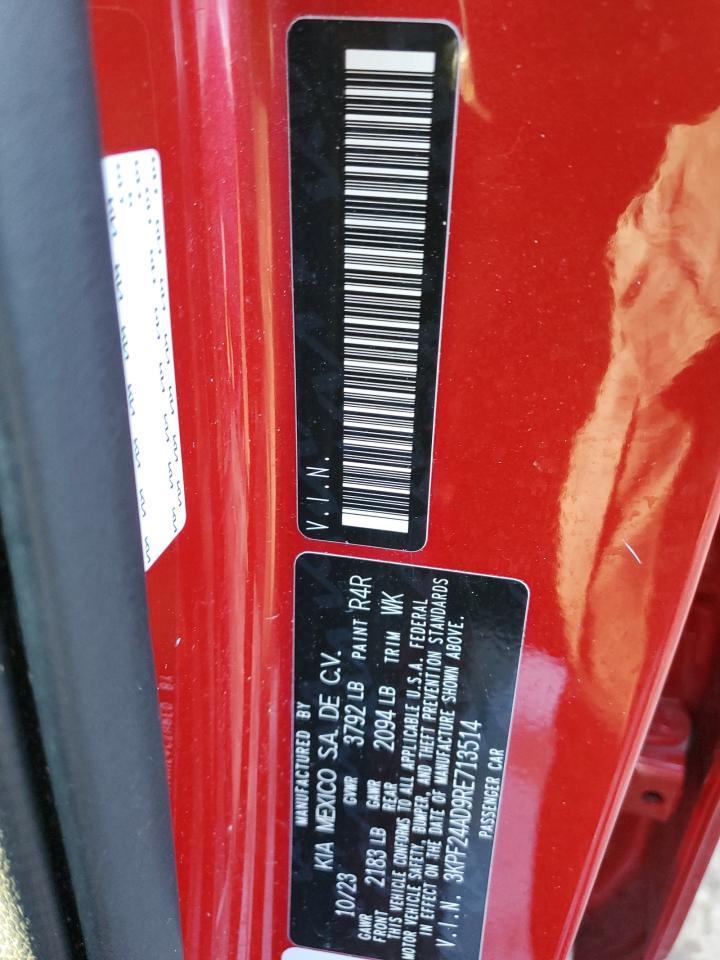 V.I.N.
MANUFACTURED BY
KIA MEXICO S.A. DE C.V.
10/23 GVWR 3792 LB PAINT R4R
GAWR FRONT 2183 LB GAWR REAR 2094 LB TRIM WK
THIS VEHICLE CONFORMS TO ALL APPLICABLE U.S.A. FEDERAL
MOTOR VEHICLE SAFETY, BUMPER, AND THEFT PREVENTION STANDARDS
IN EFFECT ON THE DATE OF MANUFACTURE SHOWN ABOVE.
V.I.N. 3KPF24AD9RE713514
PASSENGER CAR